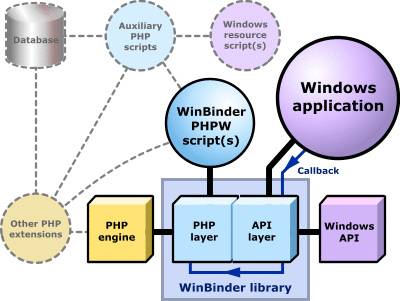 Database
Auxiliary
PHP
scripts
Windows
resource
script(s)
WinBinder
PHPW
script(s)
Windows
application
Callback
Other PHP
extensions
PHP
engine
PHP
layer
API
layer
Windows
API
WinBinder library